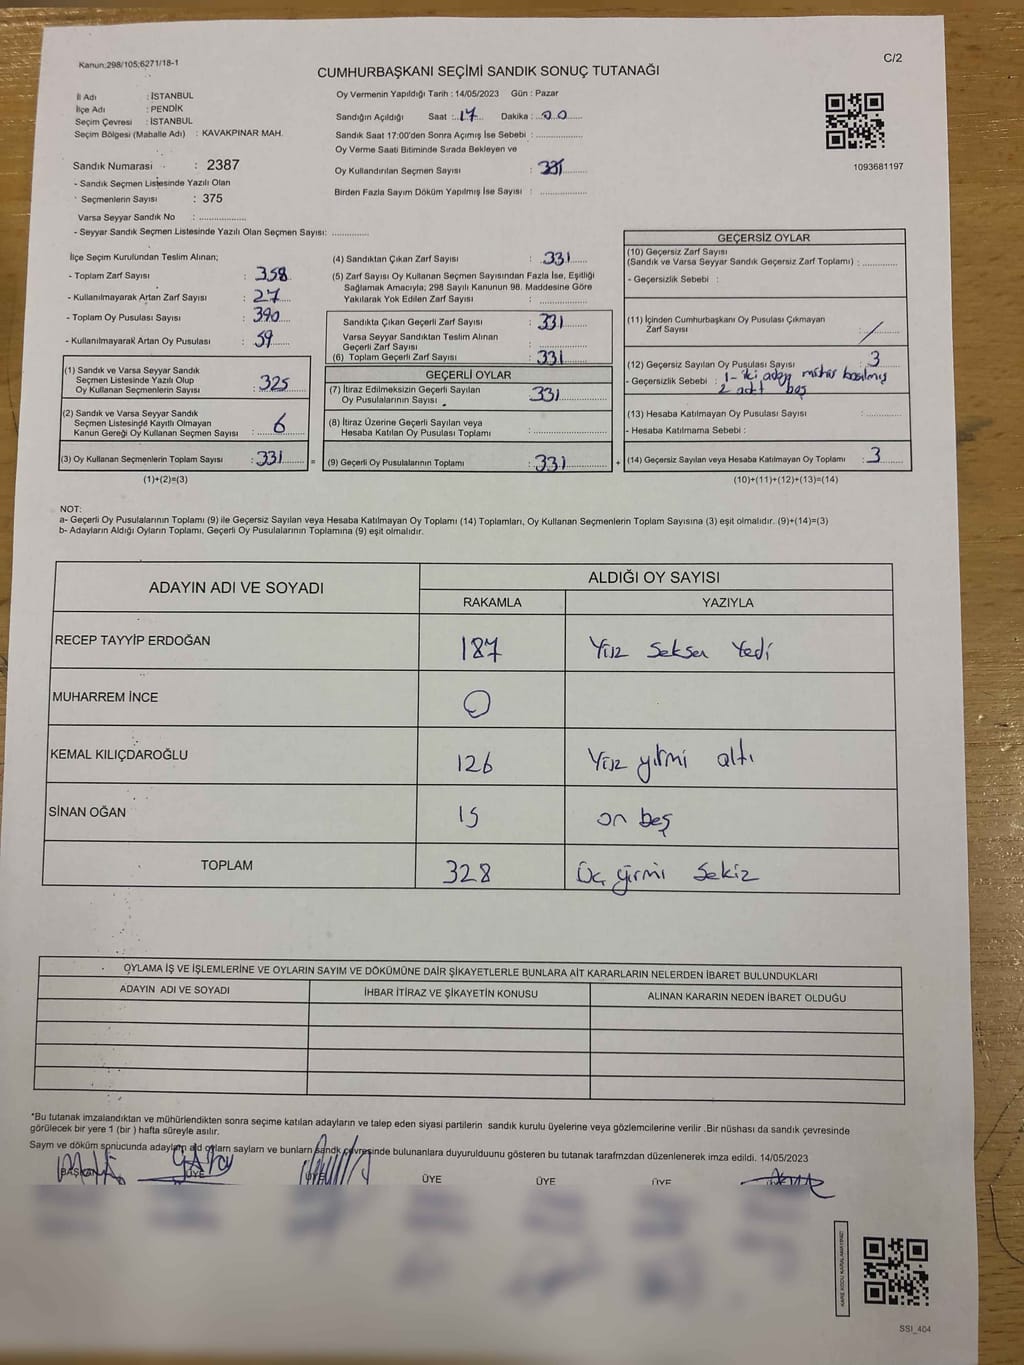 Kanun:298/105;6271/18-1
C/2
CUMHURBAŞKANI SEÇİMİ SANDIK SONUÇ TUTANAĞI
İl Adı : İSTANBUL
İlçe Adı : PENDİK
Seçim Çevresi : İSTANBUL
Seçim Bölgesi (Mahalle Adı) : KAVAKPINAR MAH.
Oy Vermenin Yapıldığı Tarih : 14/05/2023 Gün : Pazar
Sandığın Açıldığı Saat :..17... Dakika :..00......
Sandık Saat 17:00'den Sonra Açımış İse Sebebi : ..............
Oy Verme Saati Bitiminde Sırada Bekleyen ve
Oy Kullandırılan Seçmen Sayısı : 331
Birden Fazla Sayım Döküm Yapılmış İse Sayısı : ..............
1093681197
Sandık Numarası : 2387
- Sandık Seçmen Listesinde Yazılı Olan
Seçmenlerin Sayısı : 375
Varsa Seyyar Sandık No : ..............
- Seyyar Sandık Seçmen Listesinde Yazılı Olan Seçmen Sayısı: ...........
İlçe Seçim Kurulundan Teslim Alınan;
- Toplam Zarf Sayısı : 358
- Kullanılmayarak Artan Zarf Sayısı : 27
- Toplam Oy Pusulası Sayısı : 390
- Kullanılmayarak Artan Oy Pusulası : 59
(1) Sandık ve Varsa Seyyar Sandık
Seçmen Listesinde Yazılı Olup
Oy Kullanan Seçmenlerin Sayısı : 325
(2) Sandık ve Varsa Seyyar Sandık
Seçmen Listesinde Kayıtlı Olmayan
Kanun Gereği Oy Kullanan Seçmen Sayısı : 6
(3) Oy Kullanan Seçmenlerin Toplam Sayısı : 331 =
(1)+(2)=(3)
(4) Sandıktan Çıkan Zarf Sayısı : 331
(5) Zarf Sayısı Oy Kullanan Seçmen Sayısından Fazla İse, Eşitliği
Sağlamak Amacıyla; 298 Sayılı Kanunun 98. Maddesine Göre
Yakılarak Yok Edilen Zarf Sayısı : ..............
Sandıkta Çıkan Geçerli Zarf Sayısı : 331
Varsa Seyyar Sandıktan Teslim Alınan
Geçerli Zarf Sayısı : ..............
(6) Toplam Geçerli Zarf Sayısı : 331
GEÇERLİ OYLAR
(7) İtiraz Edilmeksizin Geçerli Sayılan
Oy Pusulalarının Sayısı : 331
(8) İtiraz Üzerine Geçerli Sayılan veya
Hesaba Katılan Oy Pusulası Toplamı : ..............
(9) Geçerli Oy Pusulalarının Toplamı : 331 +
GEÇERSİZ OYLAR
(10) Geçersiz Zarf Sayısı
(Sandık ve Varsa Seyyar Sandık Geçersiz Zarf Toplamı) : ...........
- Geçersizlik Sebebi :
(11) İçinden Cumhurbaşkanı Oy Pusulası Çıkmayan
Zarf Sayısı : /
(12) Geçersiz Sayılan Oy Pusulası Sayısı : 3
- Geçersizlik Sebebi : 1- iki aday mühür basılmış
2 adet boş
(13) Hesaba Katılmayan Oy Pusulası Sayısı : ...........
- Hesaba Katılmama Sebebi :
(14) Geçersiz Sayılan veya Hesaba Katılmayan Oy Toplamı : 3
(10)+(11)+(12)+(13)=(14)
NOT:
a- Geçerli Oy Pusulalarının Toplamı (9) ile Geçersiz Sayılan veya Hesaba Katılmayan Oy Toplamı (14) Toplamları, Oy Kullanan Seçmenlerin Toplam Sayısına (3) eşit olmalıdır. (9)+(14)=(3)
b- Adayların Aldığı Oyların Toplamı, Geçerli Oy Pusulalarının Toplamına (9) eşit olmalıdır.
ADAYIN ADI VE SOYADI
ALDIĞI OY SAYISI
RAKAMLA YAZIYLA
RECEP TAYYİP ERDOĞAN 187 Yüz Seksen Yedi
MUHARREM İNCE 0
KEMAL KILIÇDAROĞLU 126 Yüz yirmi altı
SİNAN OĞAN 15 on beş
TOPLAM 328 Üç yirmi Sekiz
OYLAMA İŞ VE İŞLEMLERİNE VE OYLARIN SAYIM VE DÖKÜMÜNE DAİR ŞİKAYETLERLE BUNLARA AİT KARARLARIN NELERDEN İBARET BULUNDUKLARI
ADAYIN ADI VE SOYADI İHBAR İTİRAZ VE ŞİKAYETİN KONUSU ALINAN KARARIN NEDEN İBARET OLDUĞU
*Bu tutanak imzalandıktan ve mühürlendikten sonra seçime katılan adayların ve talep eden siyasi partilerin sandık kurulu üyelerine veya gözlemcilerine verilir .Bir nüshası da sandık çevresinde
görülecek bir yere 1 (bir ) hafta süreyle asılır.
Sayım ve döküm sonucunda adayların ald oyların sayların ve bunların sandk çevresinde bulunanlara duyurulduunu gösteren bu tutanak tarafmzdan düzenlenerek imza edildi. 14/05/2023
BAŞKAN ÜYE ÜYE ÜYE ÜYE ÜYE
KARE KODU KARALAMAYINIZ!
SSI_404